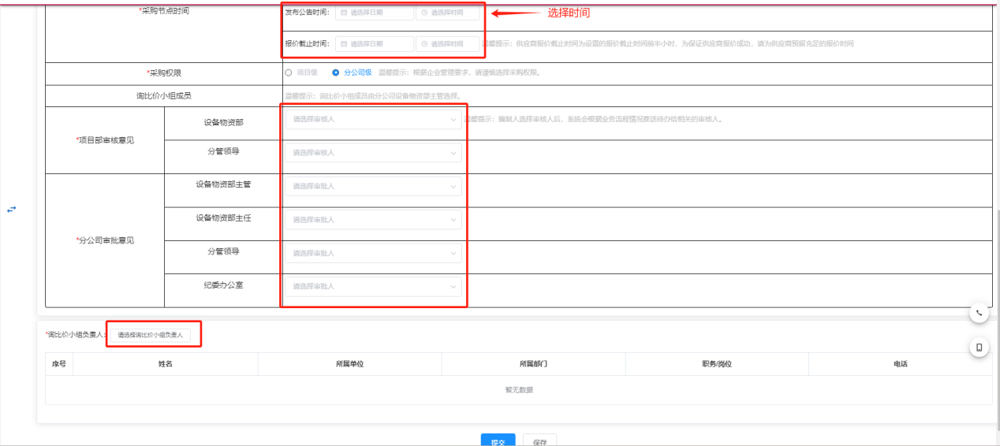 *采购节点时间
发布公告时间: 请选择日期 请选择时间 选择时间
报价截止时间: 请选择日期 请选择时间 温馨提示：供应商报价截止时间为设置的报价截止时间前半小时，为保证供应商报价成功，请为供应商预留充足的报价时间
*采购权限 项目级 分公司级 温馨提示：根据企业管理要求，请谨慎选择采购权限。
询比价小组成员 温馨提示：询比价小组成员由分公司设备物资部主管选择。
*项目部审核意见
设备物资部 请选择审核人 温馨提示：编制人选择审核人后，系统会根据业务流程情况推送待办给相关的审核人。
分管领导 请选择审核人
*分公司审批意见
设备物资部主管 请选择审批人
设备物资部主任 请选择审批人
分管领导 请选择审批人
纪委办公室 请选择审批人
*询比价小组负责人: 请选择询比价小组负责人
序号 姓名 所属单位 所属部门 职务/岗位 电话
暂无数据
提交 保存